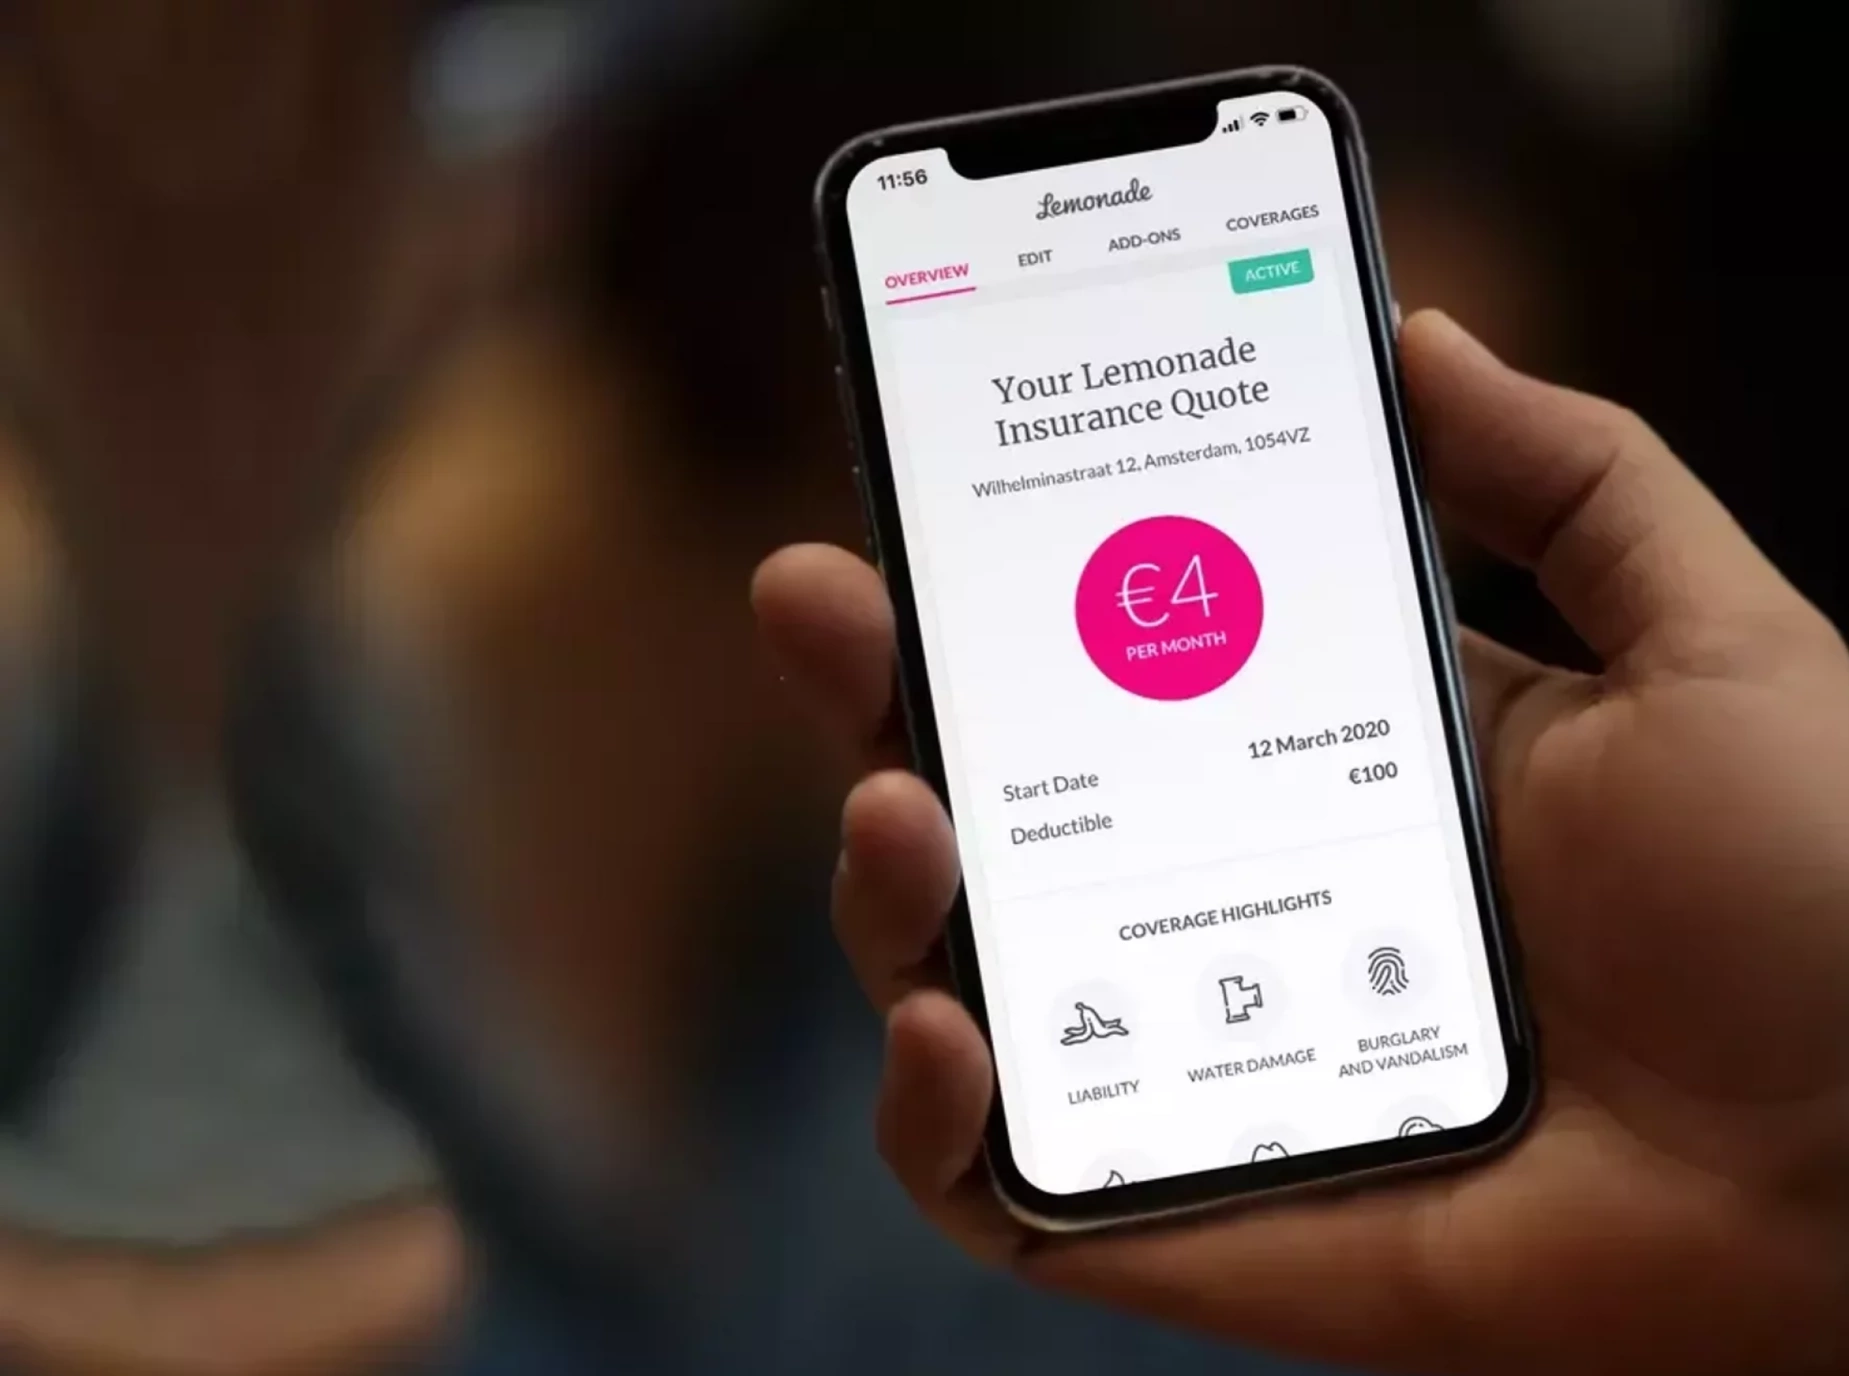 11:56
Lemonade
OVERVIEW EDIT ADD-ONS COVERAGES
ACTIVE
Your Lemonade
Insurance Quote
Wilhelminastraat 12, Amsterdam, 1054VZ
€4
PER MONTH
Start Date 12 March 2020
Deductible €100
COVERAGE HIGHLIGHTS
LIABILITY
WATER DAMAGE
BURGLARY
AND VANDALISM